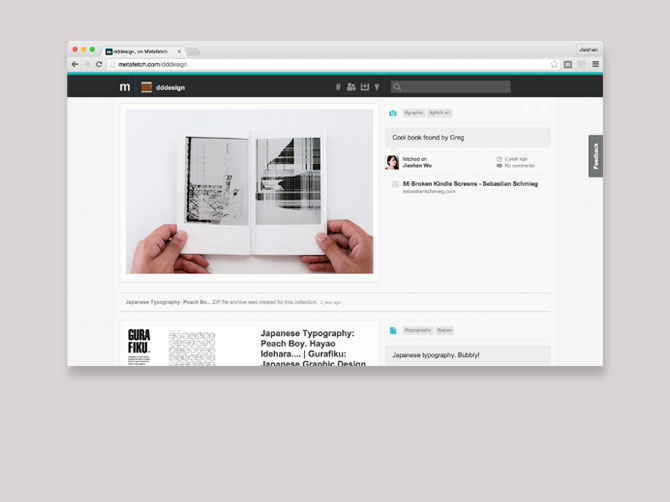 dddesign, on Metafetch
Jiashan
metafetch.com/dddesign
m dddesign
#graphic #glitch art
Cool book found by Greg
fetched on
Jiashan Wu
2 year ago
No comments
56 Broken Kindle Screens - Sebastian Schmieg
sebastianschmieg.com
Feedback
Japanese Typography: Peach Bo... ZIP file archive was created for this collection. 2 year ago
GURA
FIKU
Japanese Typography:
Peach Boy. Hayao
Idehara.... | Gurafiku:
Japanese Graphic Design
#typography #japan
Japanese typography. Bubbly!